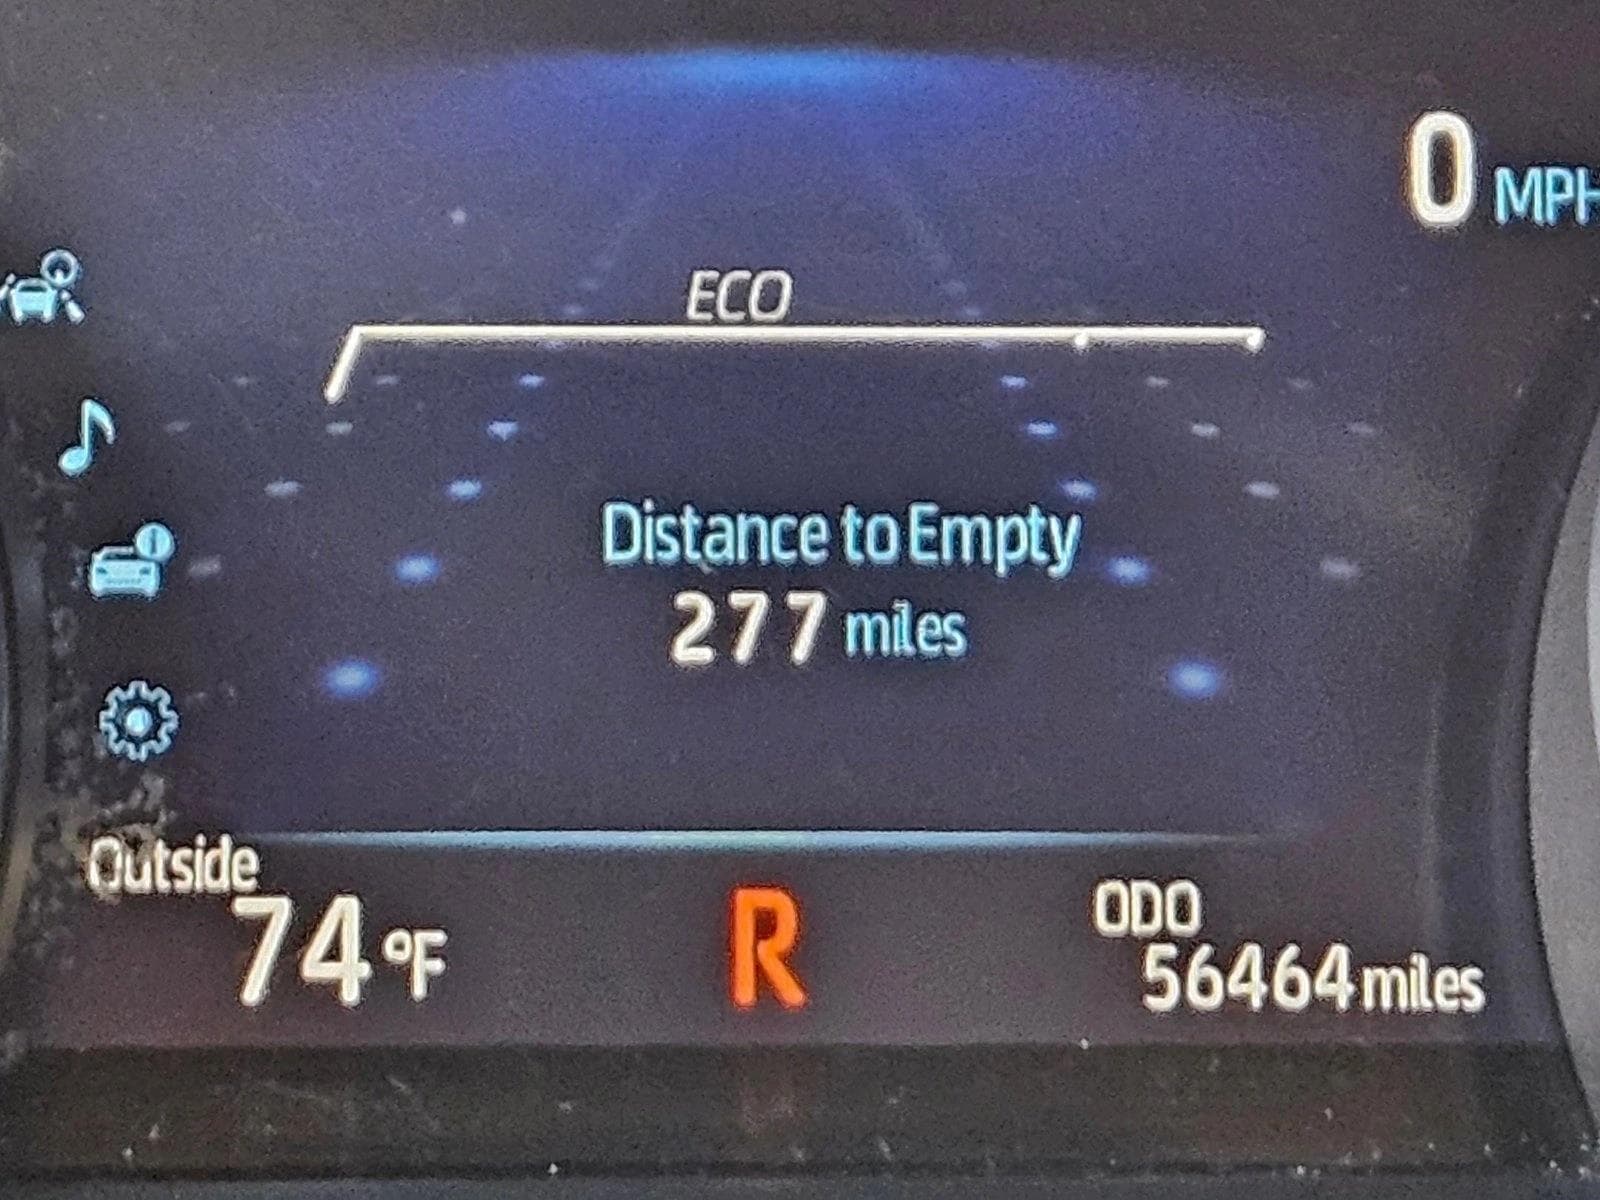 0 MPH
ECO
Distance to Empty
277 miles
Outside
74 °F
R
ODO
56464 miles